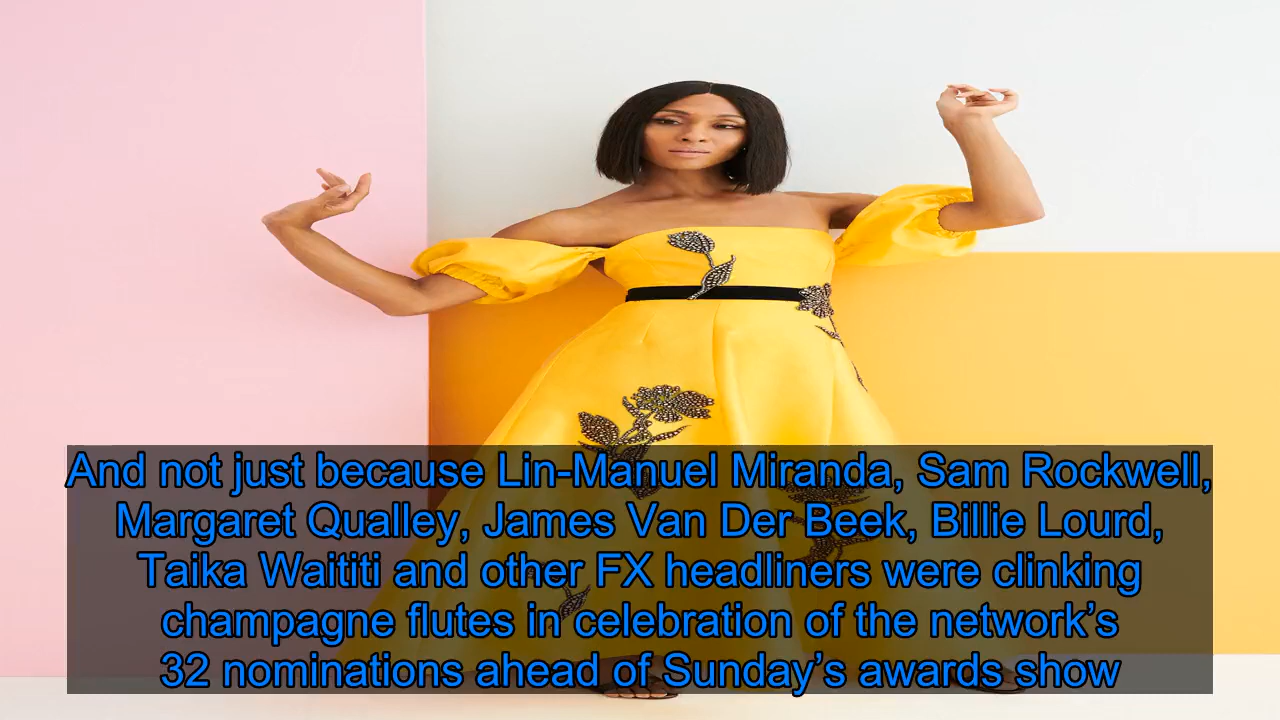 And not just because Lin-Manuel Miranda, Sam Rockwell,
Margaret Qualley, James Van Der Beek, Billie Lourd,
Taika Waititi and other FX headliners were clinking
champagne flutes in celebration of the network’s
32 nominations ahead of Sunday’s awards show